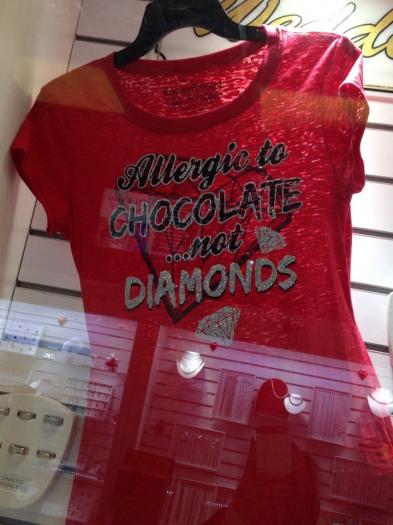 Allergic to
CHOCOLATE
...not
DIAMONDS